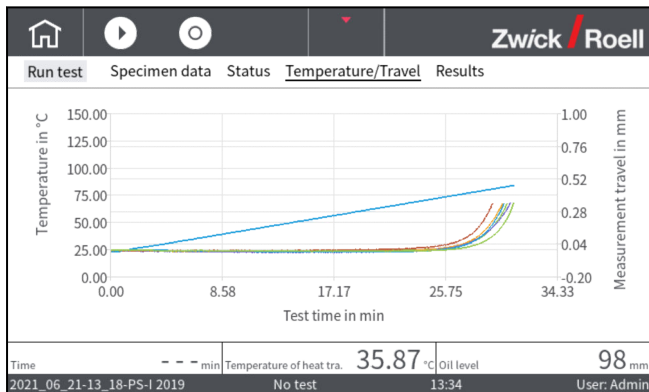 Zwick Roell
Run test Specimen data Status Temperature/Travel Results
Temperature in °C
150.00
125.00
100.00
75.00
50.00
25.00
0.00
1.00
0.76
0.52
0.28
0.04
-0.20
Measurement travel in mm
0.00 8.58 17.17 25.75 34.33
Test time in min
Time - - - min Temperature of heat tra. 35.87 °C Oil level 98 mm
2021_06_21-13_18-PS-I 2019 No test 13:34 User: Admin